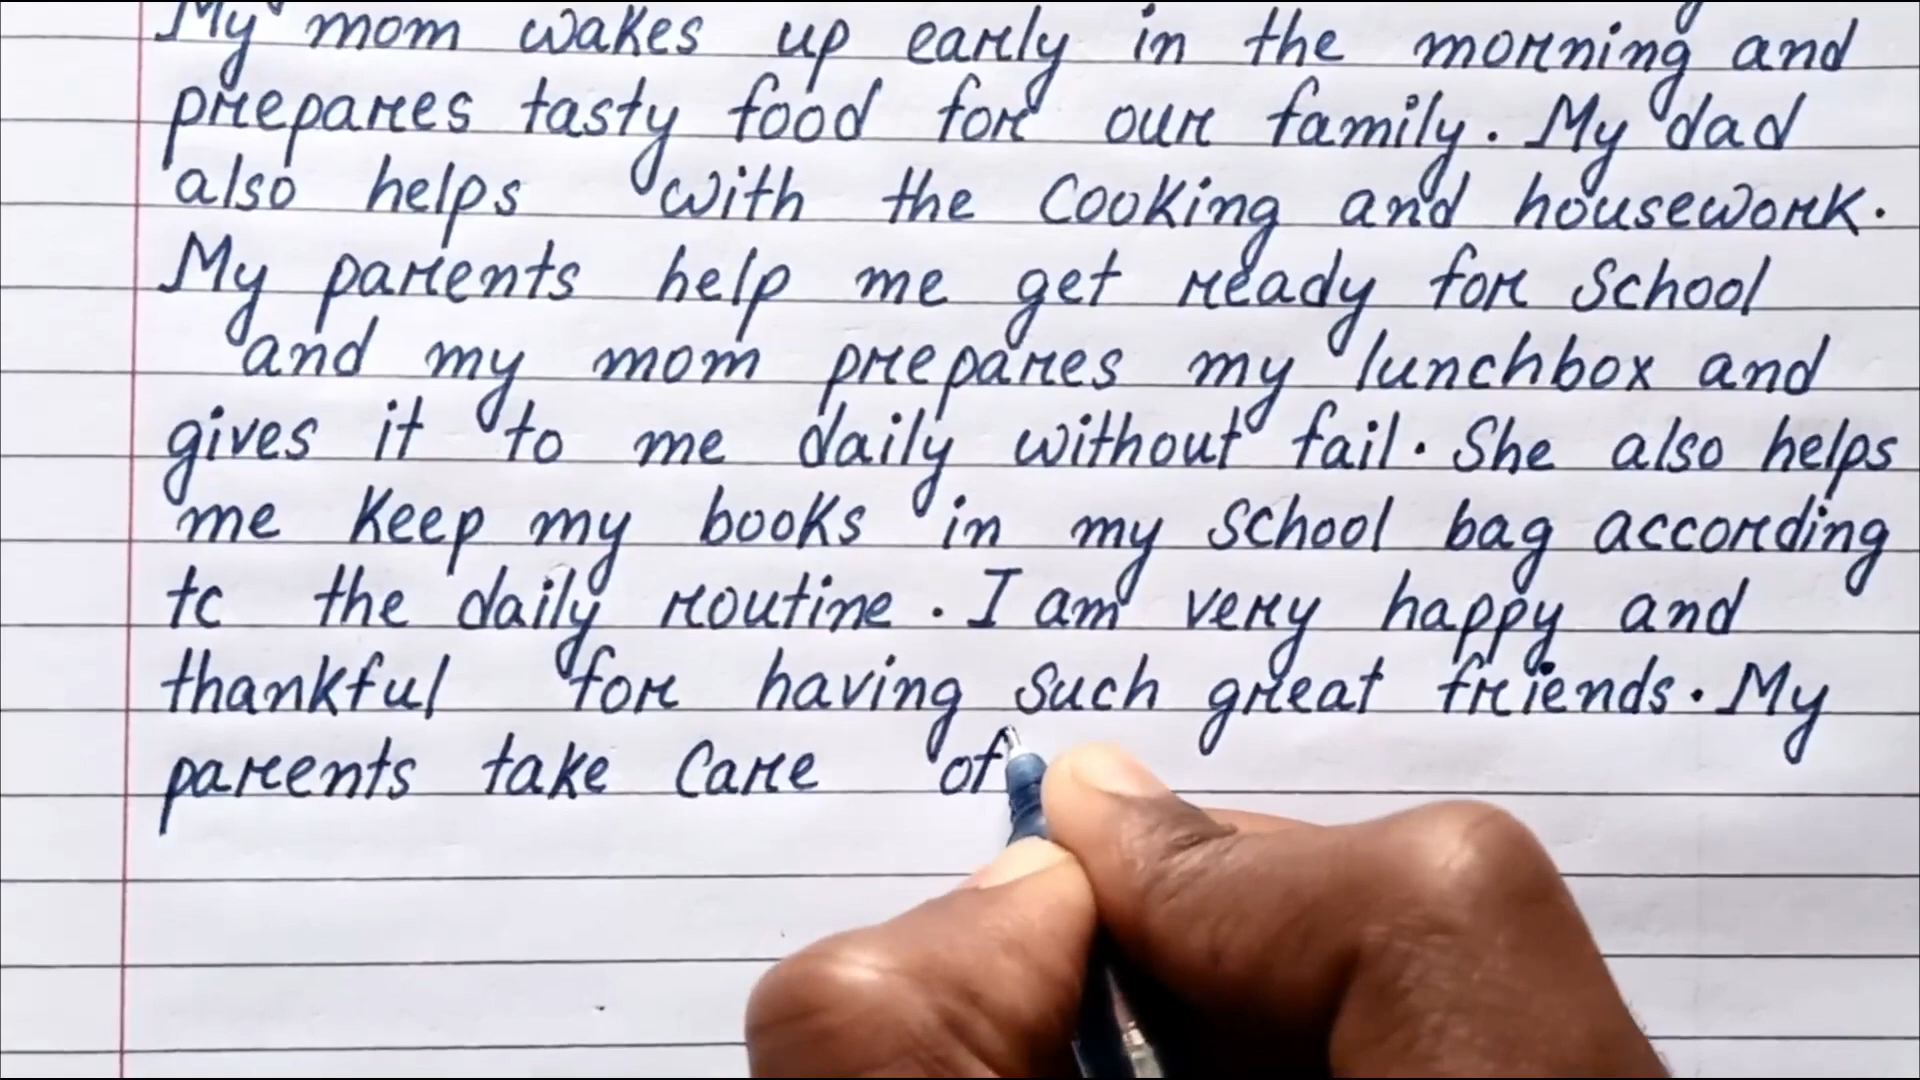 My mom wakes up early in the morning and
prepares tasty food for our family. My dad
also helps with the cooking and housework.
My parents help me get ready for School
and my mom prepares my lunchbox and
gives it to me daily without fail. She also helps
me keep my books in my school bag according
to the daily routine. I am very happy and
thankful for having such great friends. My
parents take care of